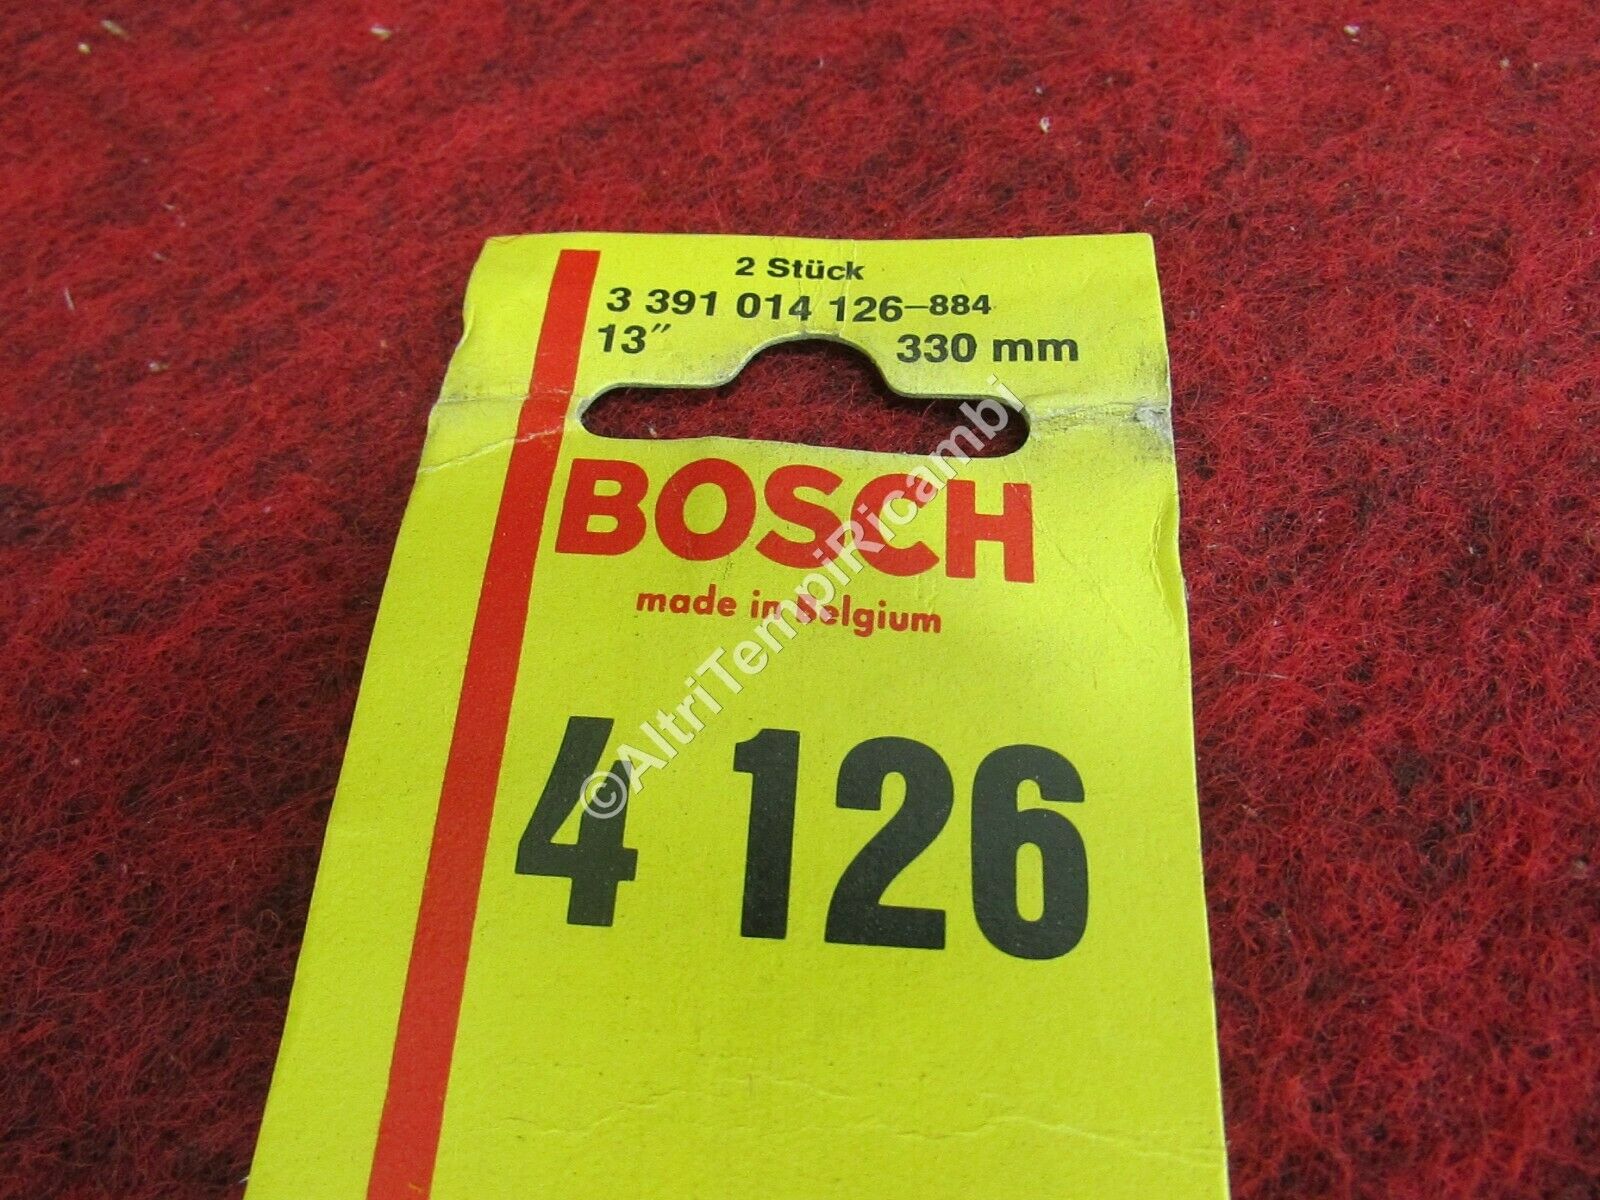 2 Stück
3 391 014 126–884
13″ 330 mm
BOSCH
made in Belgium
4 126
©AltriTempiRicambi